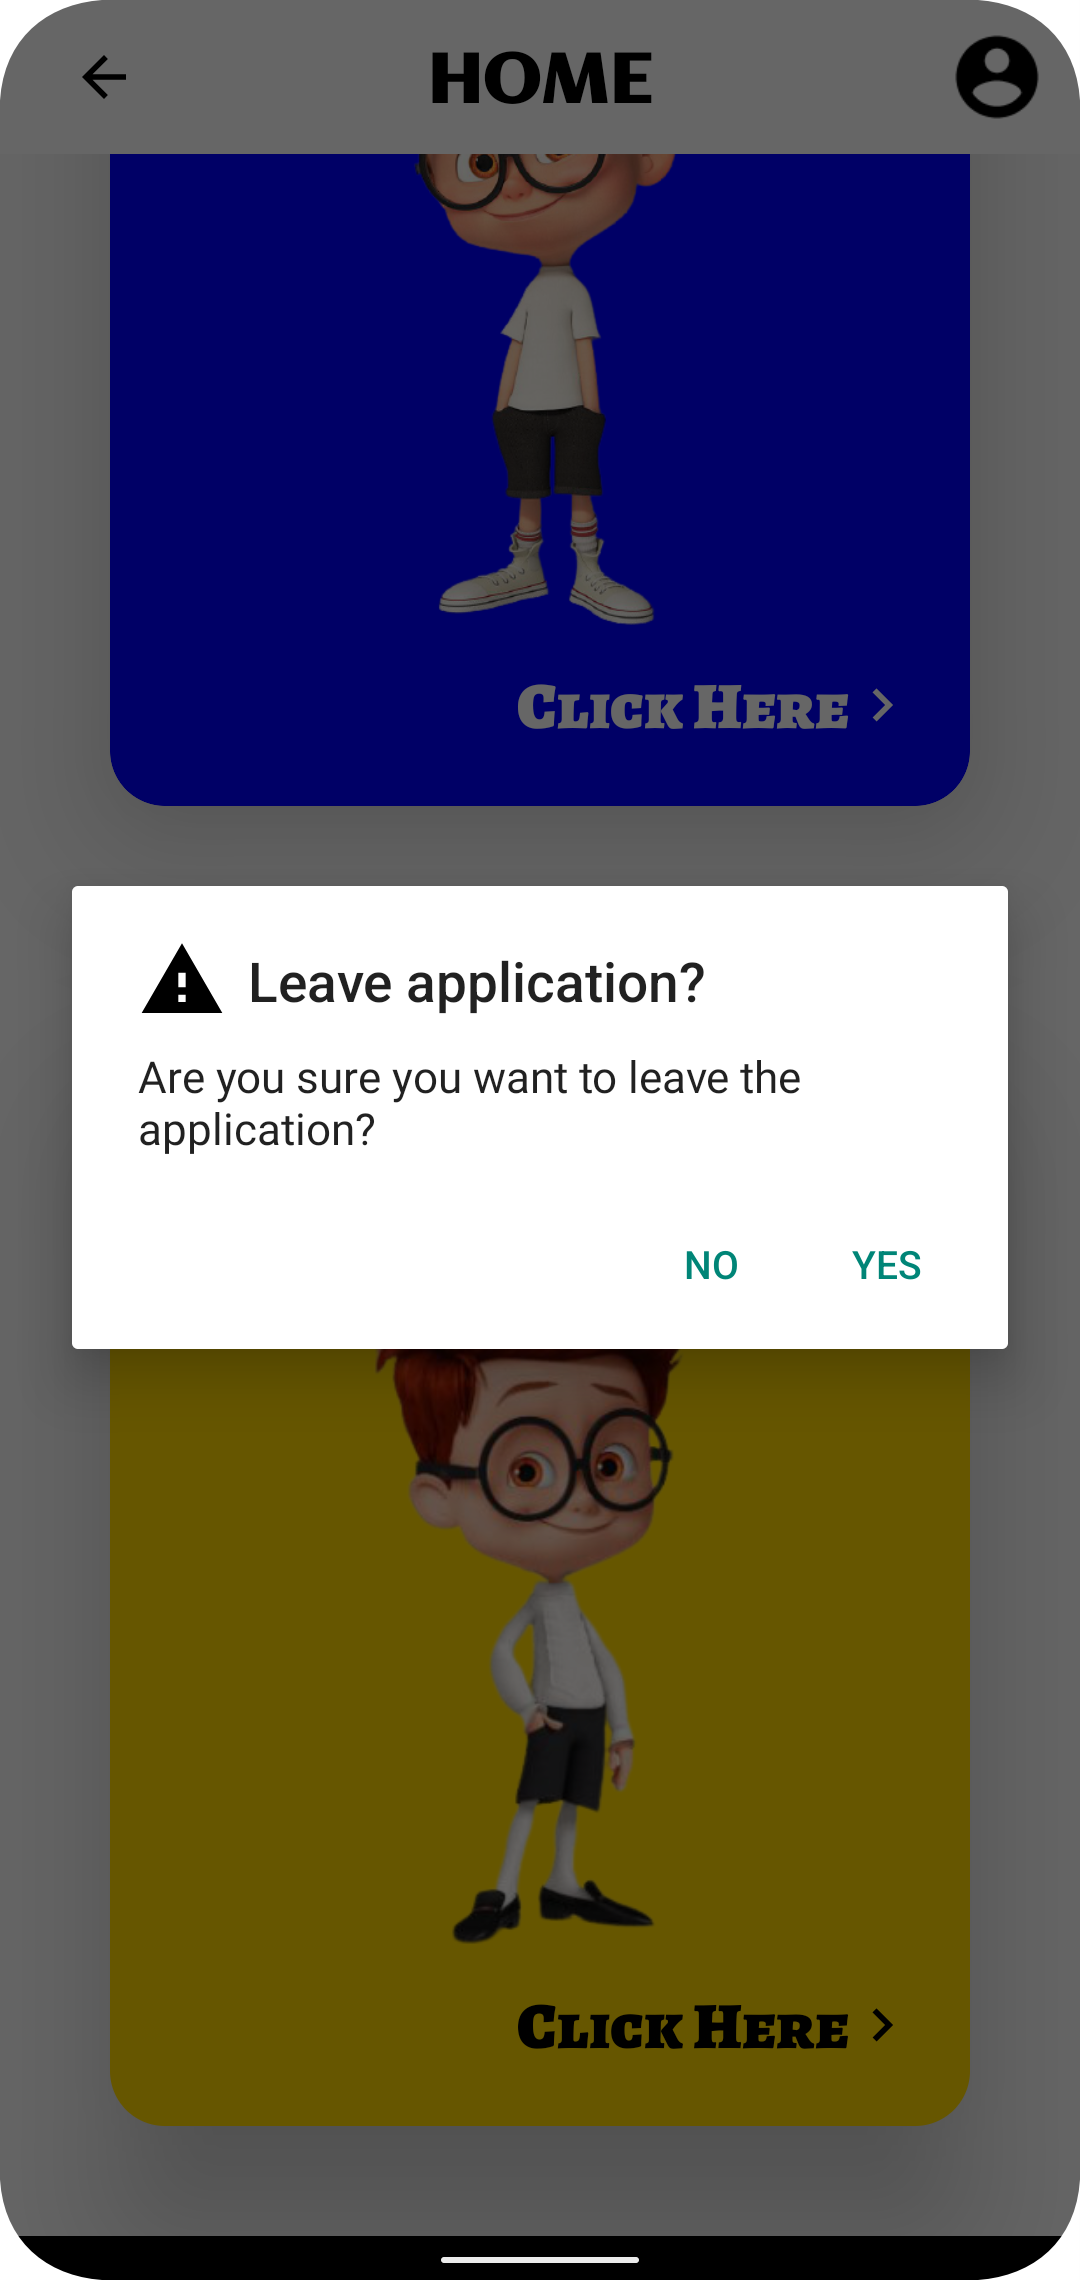 HOME
Click Here
Leave application?
Are you sure you want to leave the
application?
NO YES
Click Here